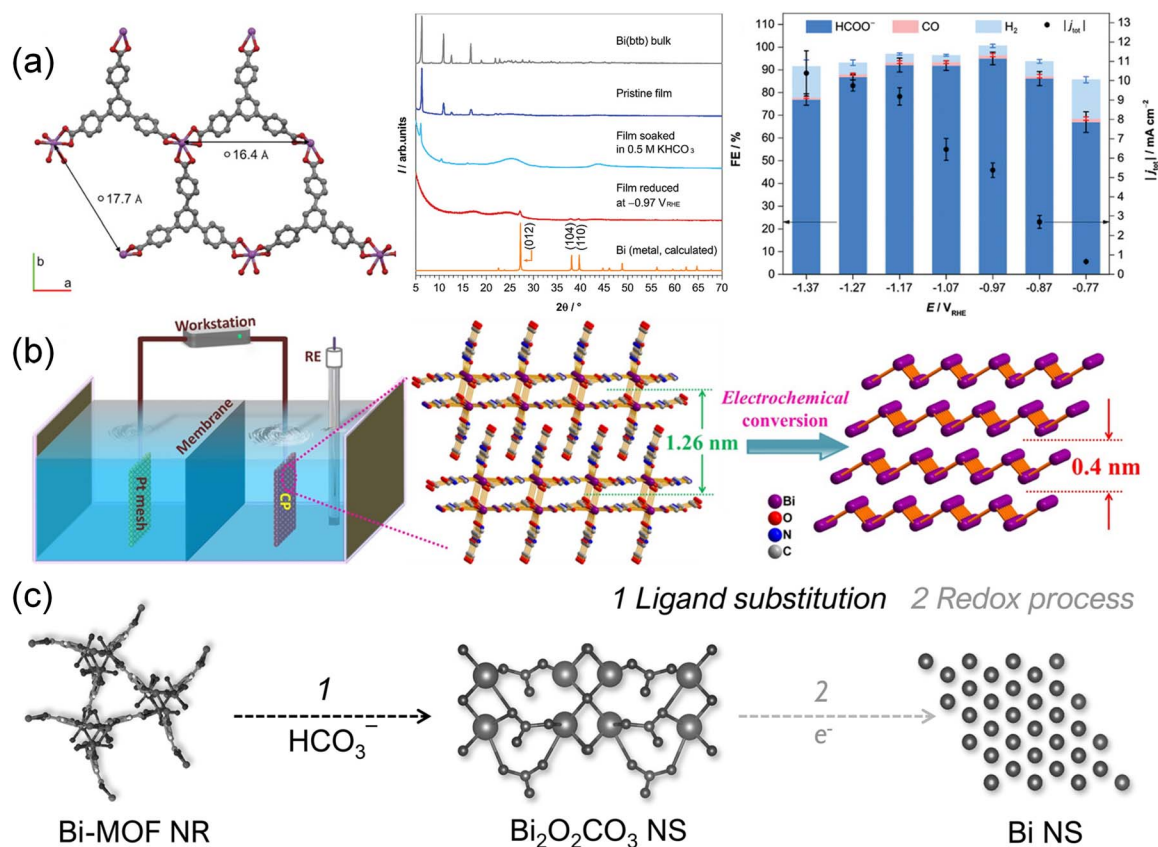 (a)
16.4 Å
17.7 Å
b
a
I / arb.units
Bi(btb) bulk
Pristine film
Film soaked
in 0.5 M KHCO₃
Film reduced
at −0.97 V_RHE
(012)
(104)
(110)
Bi (metal, calculated)
5 10 15 20 25 30 35 40 45 50 55 60 65 70
2θ / °
HCOO⁻ CO H₂ |j_tot|
FE / %
110
100
90
80
70
60
50
40
30
20
10
0
13
12
11
10
9
8
7
6
5
4
3
2
1
0
|j_tot| / mA cm⁻²
-1.37 -1.27 -1.17 -1.07 -0.97 -0.87 -0.77
E / V_RHE
(b)
Workstation
RE
Membrane
Pt mesh
CP
1.26 nm
Electrochemical
conversion
0.4 nm
Bi
O
N
C
(c)
1 Ligand substitution 2 Redox process
1
HCO₃⁻
2
e⁻
Bi-MOF NR
Bi₂O₂CO₃ NS
Bi NS